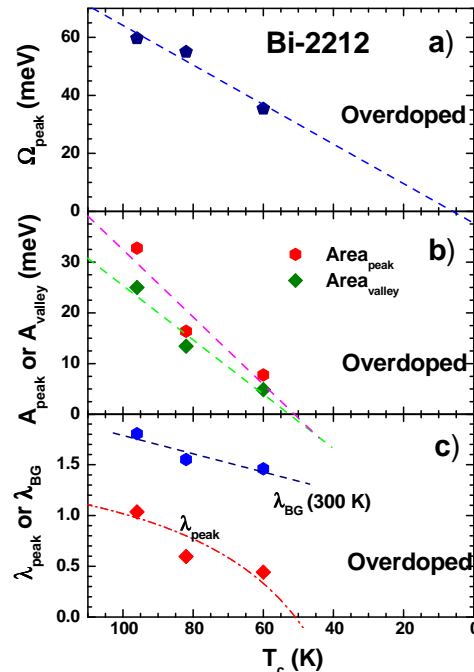 Bi-2212
a)
Overdoped
Ω_peak (meV)
60
40
20
0
b)
Area_peak
Area_valley
Overdoped
A_peak or A_valley (meV)
30
20
10
0
c)
λ_BG (300 K)
λ_peak
Overdoped
λ_peak or λ_BG
1.5
1.0
0.5
0.0
100 80 60 40 20 0
T_c (K)